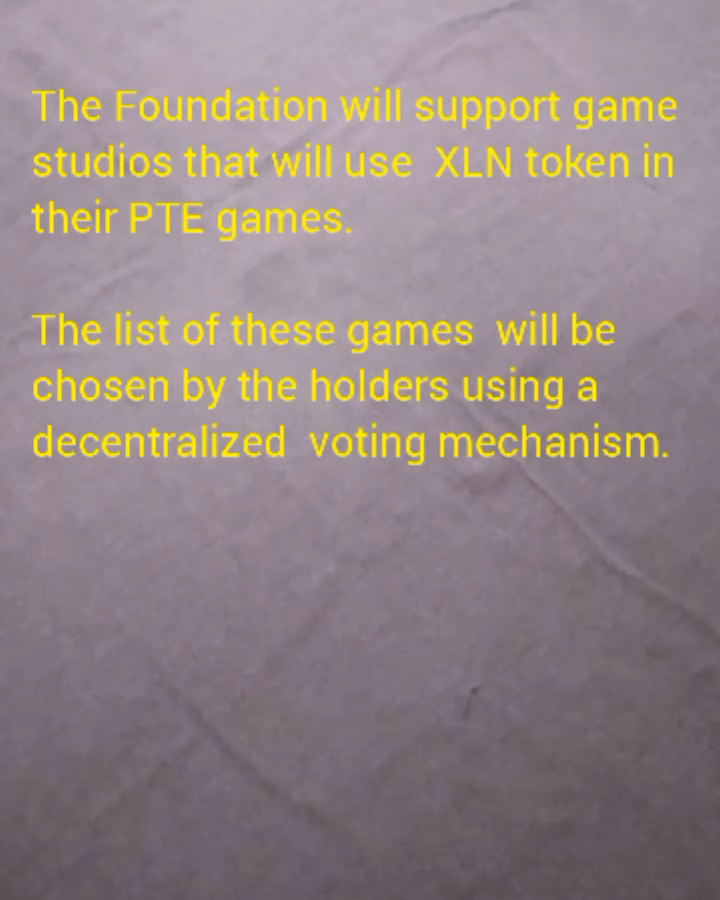 The Foundation will support game
studios that will use  XLN token in
their PTE games.
The list of these games  will be
chosen by the holders using a
decentralized  voting mechanism.